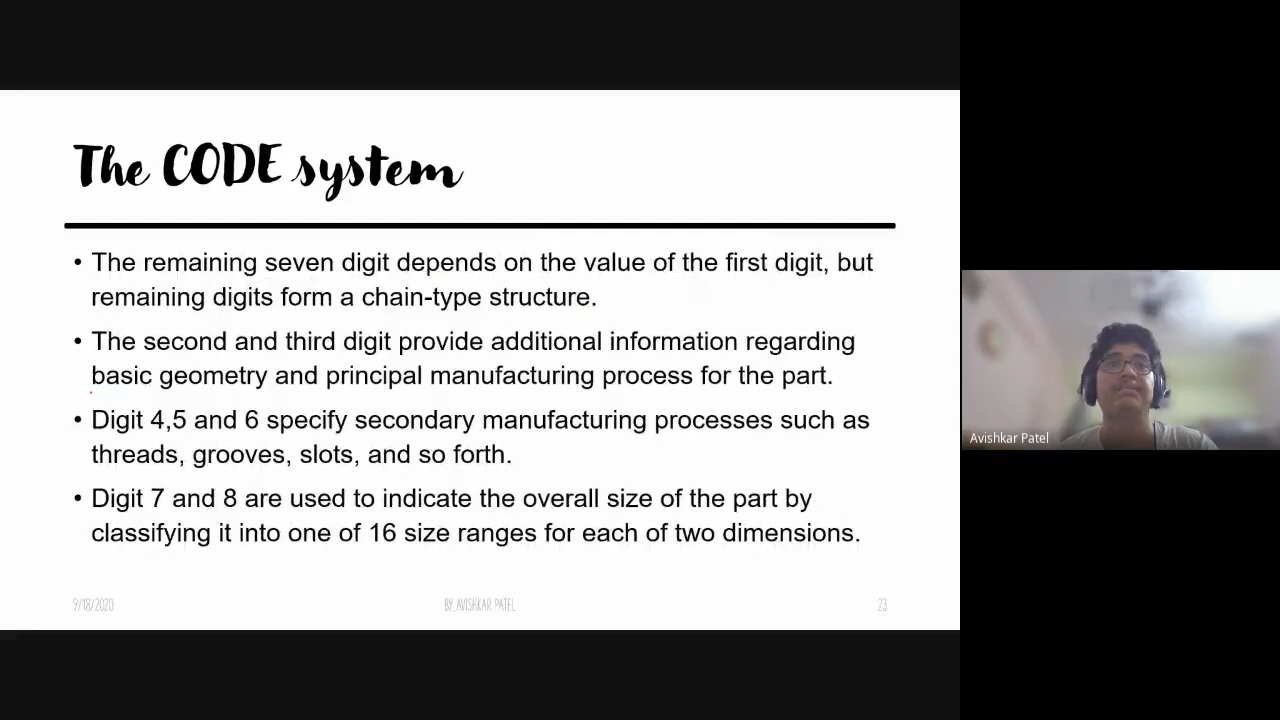 The CODE system
• The remaining seven digit depends on the value of the first digit, but
remaining digits form a chain-type structure.
• The second and third digit provide additional information regarding
basic geometry and principal manufacturing process for the part.
• Digit 4,5 and 6 specify secondary manufacturing processes such as
threads, grooves, slots, and so forth.
• Digit 7 and 8 are used to indicate the overall size of the part by
classifying it into one of 16 size ranges for each of two dimensions.
9/18/2020
BY_AVISHKAR PATEL
23
Avishkar Patel